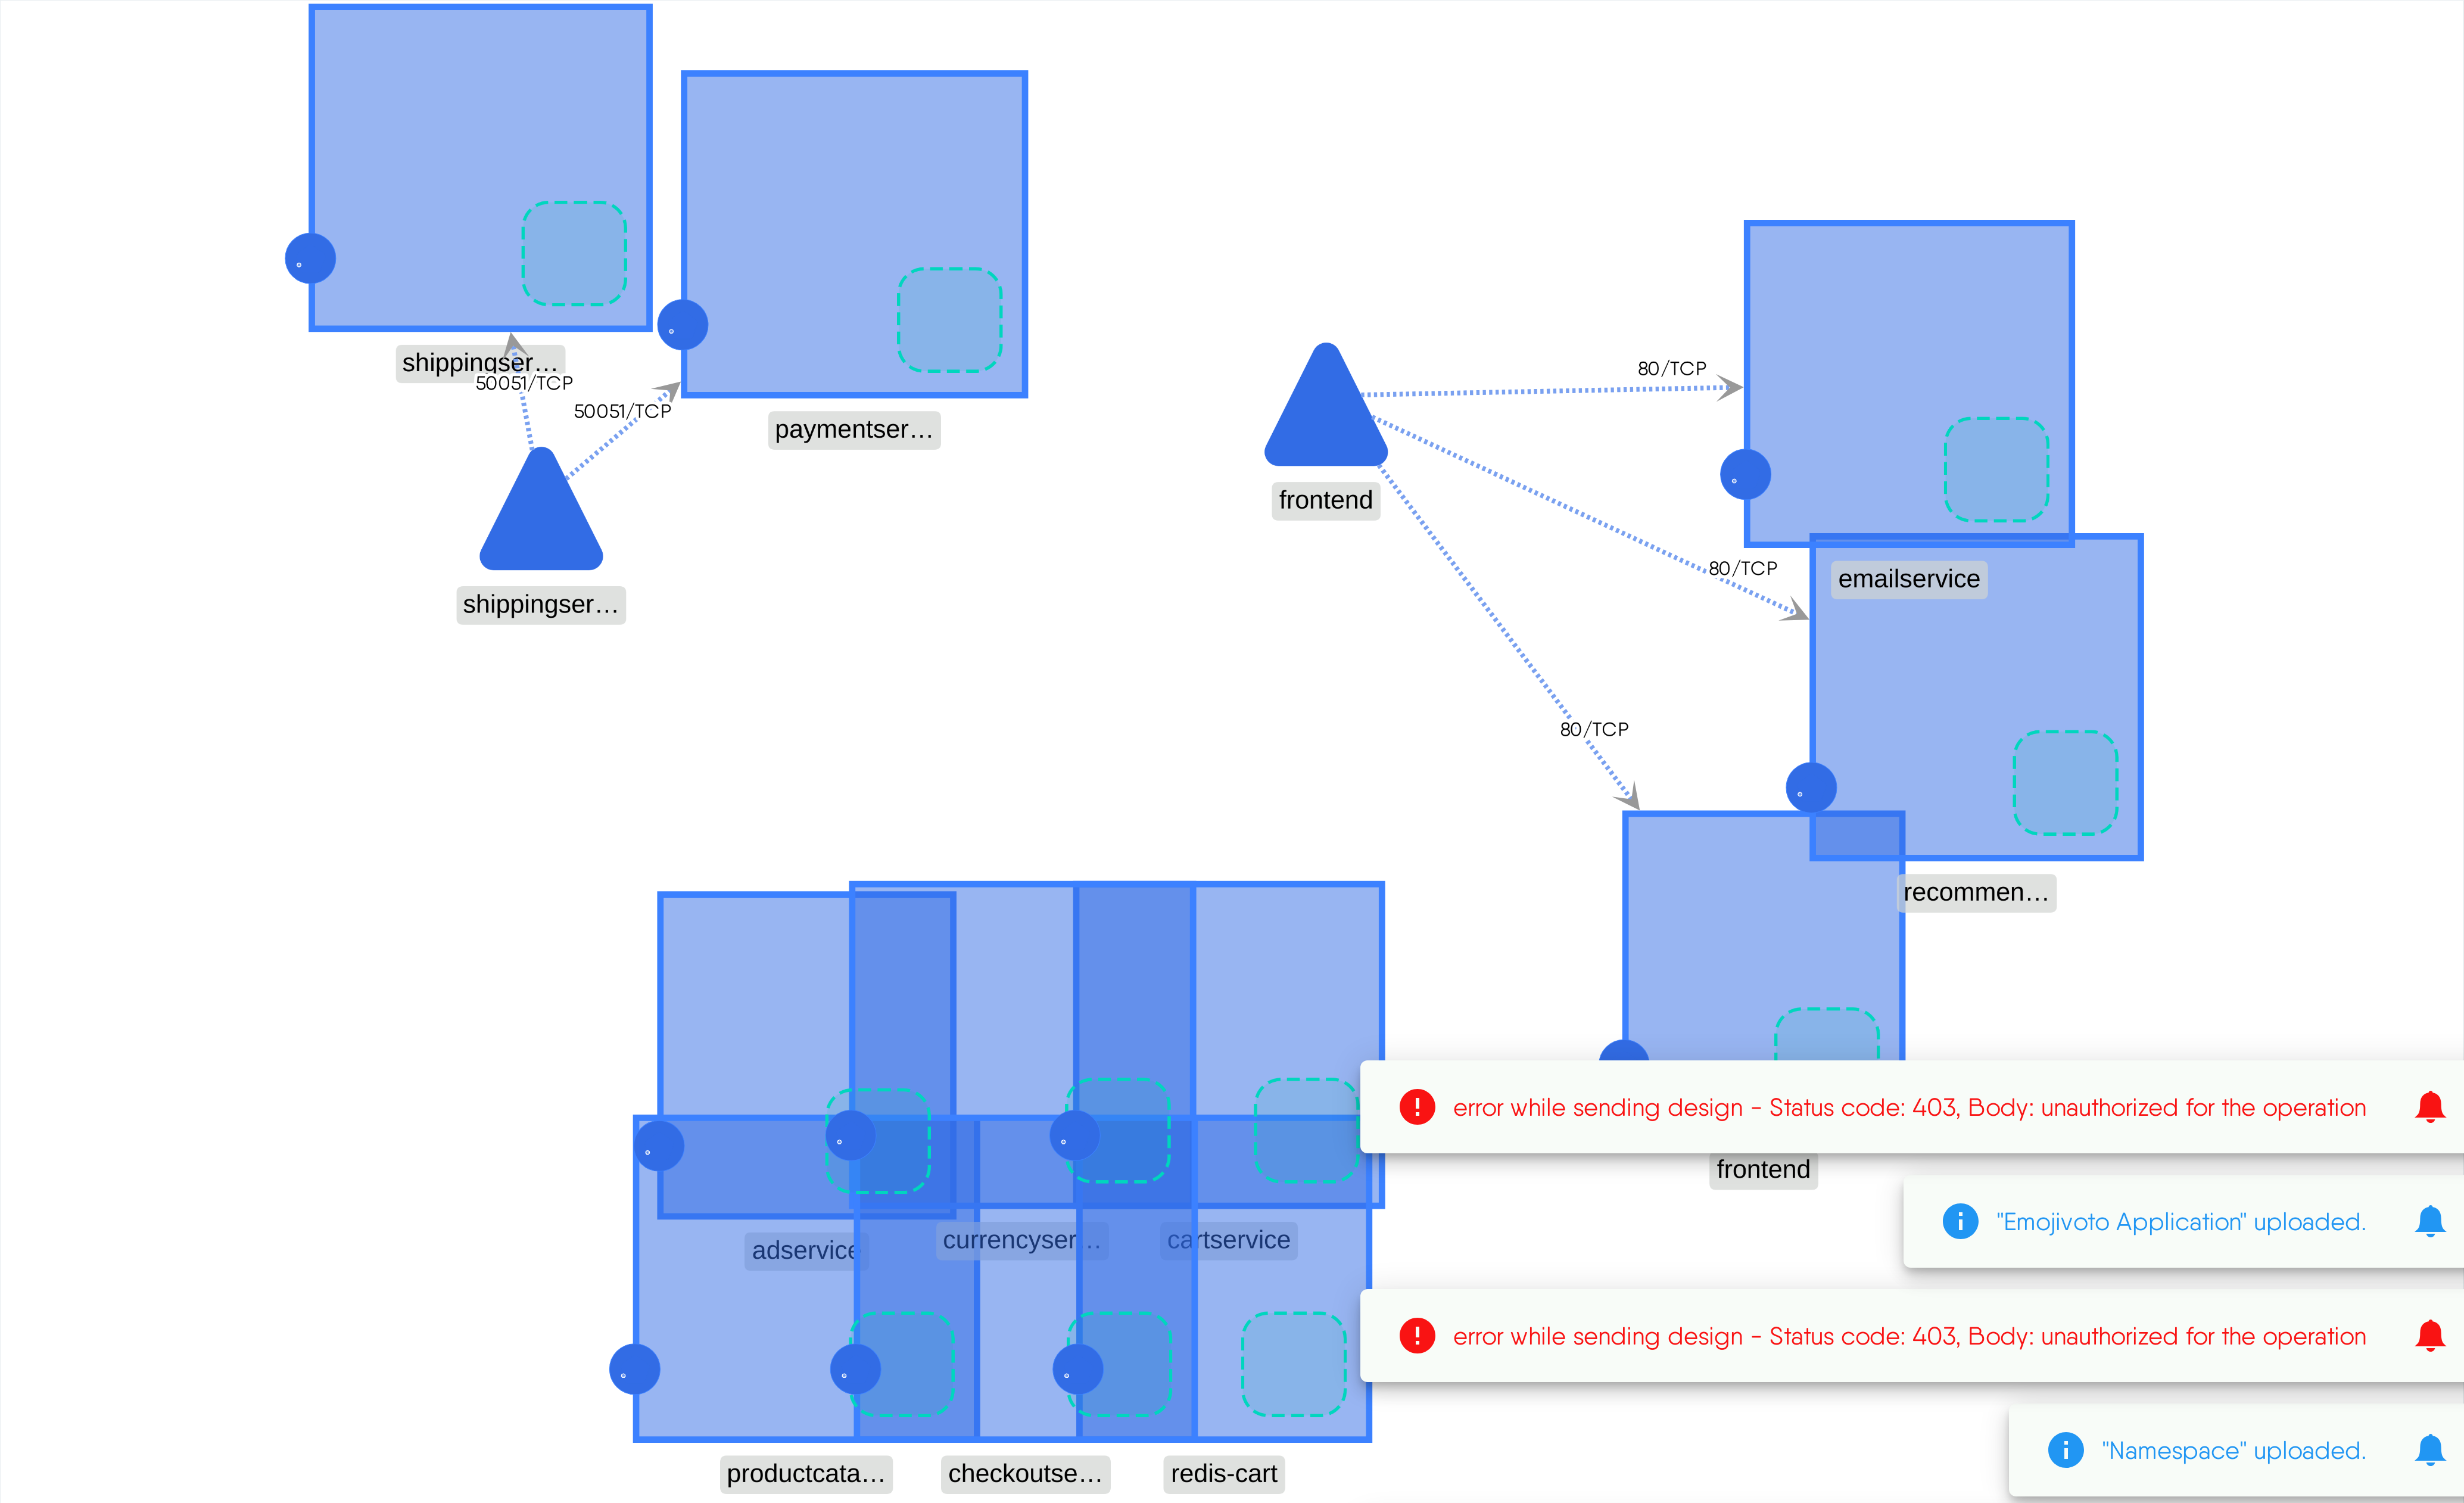 shippingser…
50051/TCP
50051/TCP
paymentser…
shippingser…
frontend
80/TCP
80/TCP
80/TCP
emailservice
recommen…
frontend
adservice
currencyser…
cartservice
productcata…
checkoutse…
redis-cart
error while sending design - Status code: 403, Body: unauthorized for the operation
"Emojivoto Application" uploaded.
error while sending design - Status code: 403, Body: unauthorized for the operation
"Namespace" uploaded.